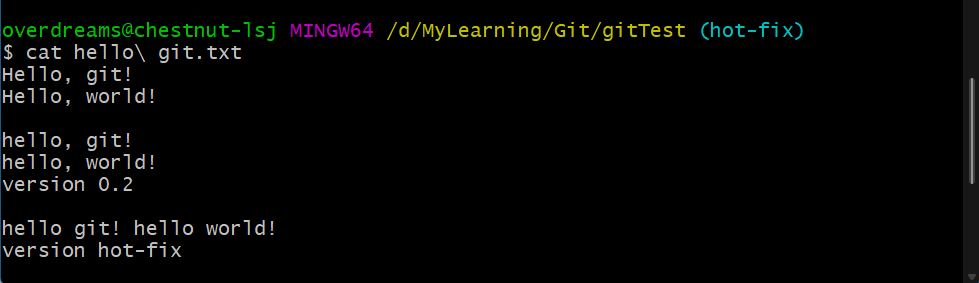 overdreams@chestnut-lsj MINGW64 /d/MyLearning/Git/gitTest (hot-fix)
$ cat hello\ git.txt
Hello, git!
Hello, world!
hello, git!
hello, world!
version 0.2
hello git! hello world!
version hot-fix